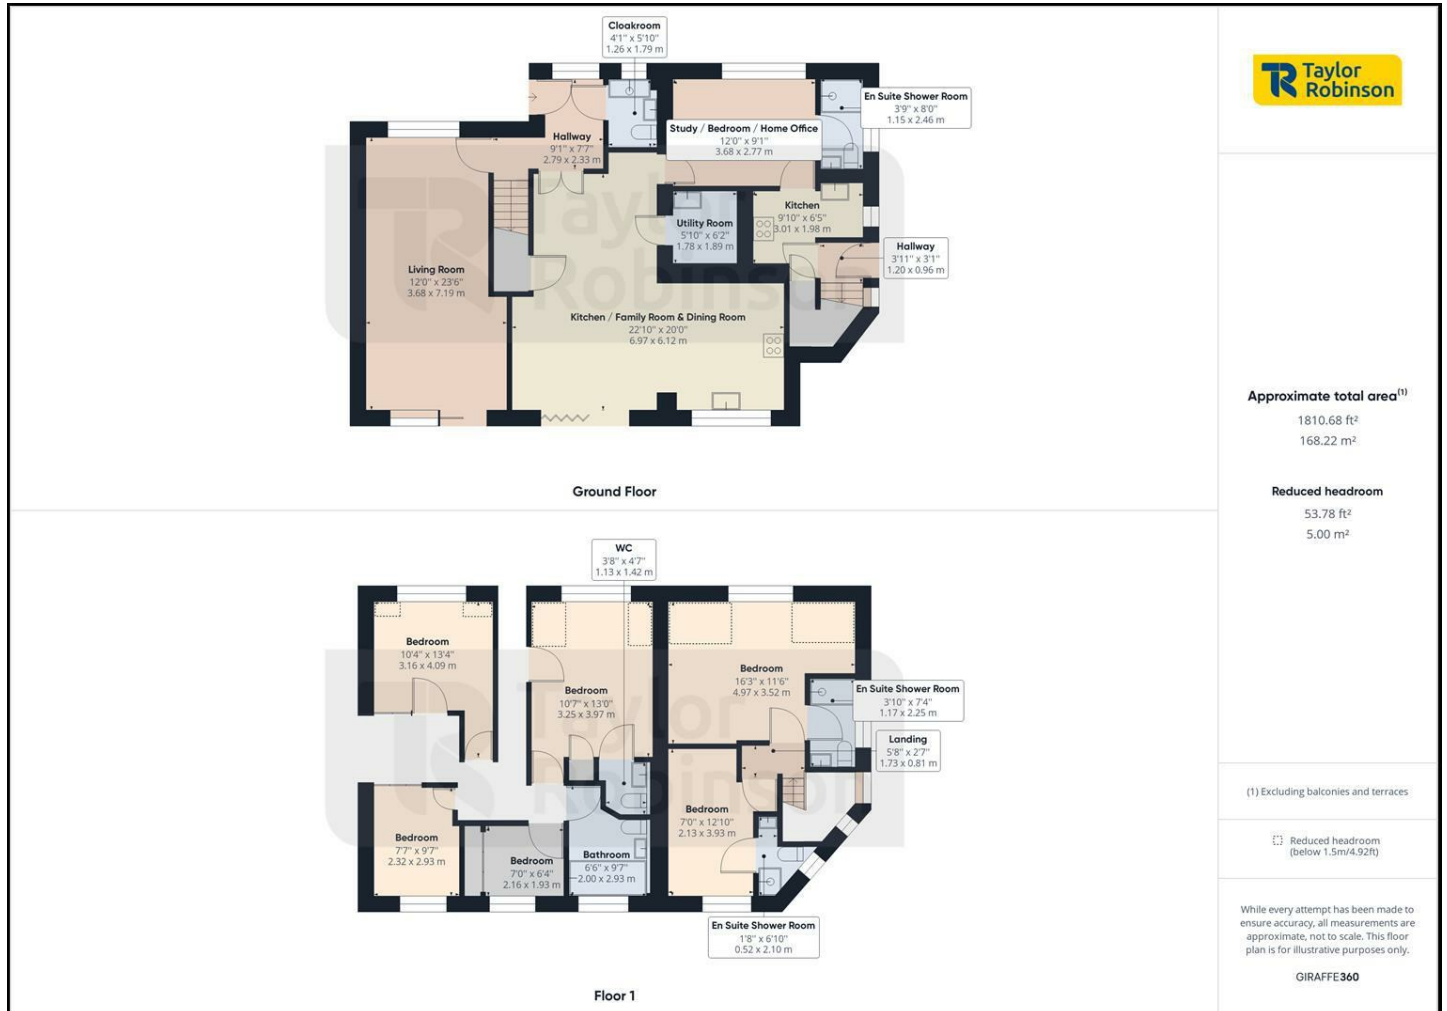 Cloakroom
4'1" x 5'10"
1.26 x 1.79 m
En Suite Shower Room
3'9" x 8'0"
1.15 x 2.46 m
Study / Bedroom / Home Office
12'0" x 9'1"
3.68 x 2.77 m
Hallway
9'1" x 7'7"
2.79 x 2.33 m
Kitchen
9'10" x 6'5"
3.01 x 1.98 m
Utility Room
5'10" x 6'2"
1.78 x 1.89 m
Hallway
3'11" x 3'1"
1.20 x 0.96 m
Living Room
12'0" x 23'6"
3.68 x 7.19 m
Kitchen / Family Room & Dining Room
22'10" x 20'0"
6.97 x 6.12 m
Taylor
Robinson
Ground Floor
WC
3'8" x 4'7"
1.13 x 1.42 m
Bedroom
10'4" x 13'4"
3.16 x 4.09 m
Bedroom
10'7" x 13'0"
3.25 x 3.97 m
Bedroom
16'3" x 11'6"
4.97 x 3.52 m
En Suite Shower Room
3'10" x 7'4"
1.17 x 2.25 m
Landing
5'8" x 2'7"
1.73 x 0.81 m
Bedroom
7'7" x 9'7"
2.32 x 2.93 m
Bedroom
7'0" x 6'4"
2.16 x 1.93 m
Bathroom
6'6" x 9'7"
2.00 x 2.93 m
Bedroom
7'0" x 12'10"
2.13 x 3.93 m
En Suite Shower Room
1'8" x 6'10"
0.52 x 2.10 m
Taylor
Robinson
Floor 1
TR Taylor
Robinson
Approximate total area(1)
1810.68 ft²
168.22 m²
Reduced headroom
53.78 ft²
5.00 m²
(1) Excluding balconies and terraces
Reduced headroom
(below 1.5m/4.92ft)
While every attempt has been made to
ensure accuracy, all measurements are
approximate, not to scale. This floor
plan is for illustrative purposes only.
GIRAFFE360